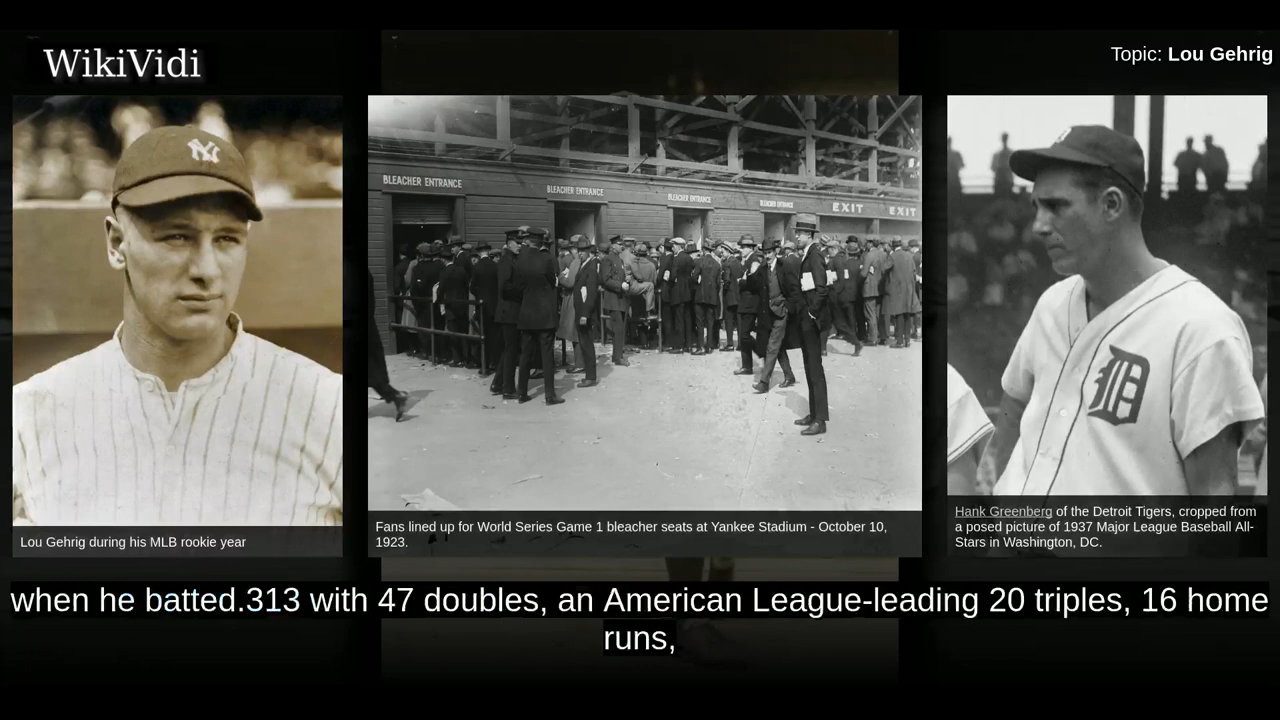 WikiVidi
Topic: Lou Gehrig
NY
BLEACHER ENTRANCE
BLEACHER ENTRANCE
BLEACHER ENTRANCE
BLEACHER ENTRANCE
EXIT
EXIT
D
Lou Gehrig during his MLB rookie year
Fans lined up for World Series Game 1 bleacher seats at Yankee Stadium - October 10,
1923.
Hank Greenberg of the Detroit Tigers, cropped from
a posed picture of 1937 Major League Baseball All-
Stars in Washington, DC.
when he batted.313 with 47 doubles, an American League-leading 20 triples, 16 home
runs,